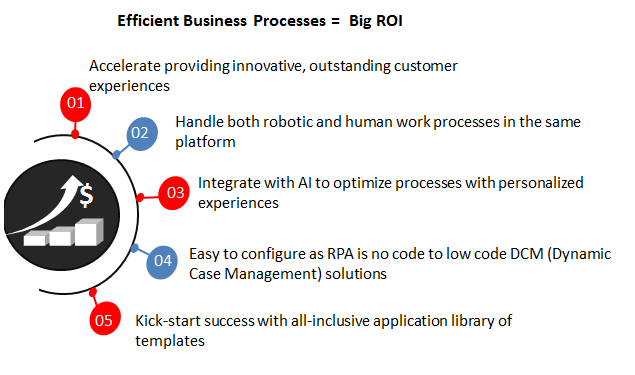 Efficient Business Processes = Big ROI
Accelerate providing innovative, outstanding customer
experiences
01
Handle both robotic and human work processes in the same
platform
02
Integrate with AI to optimize processes with personalized
experiences
03
Easy to configure as RPA is no code to low code DCM (Dynamic
Case Management) solutions
04
Kick-start success with all-inclusive application library of
templates
05
$